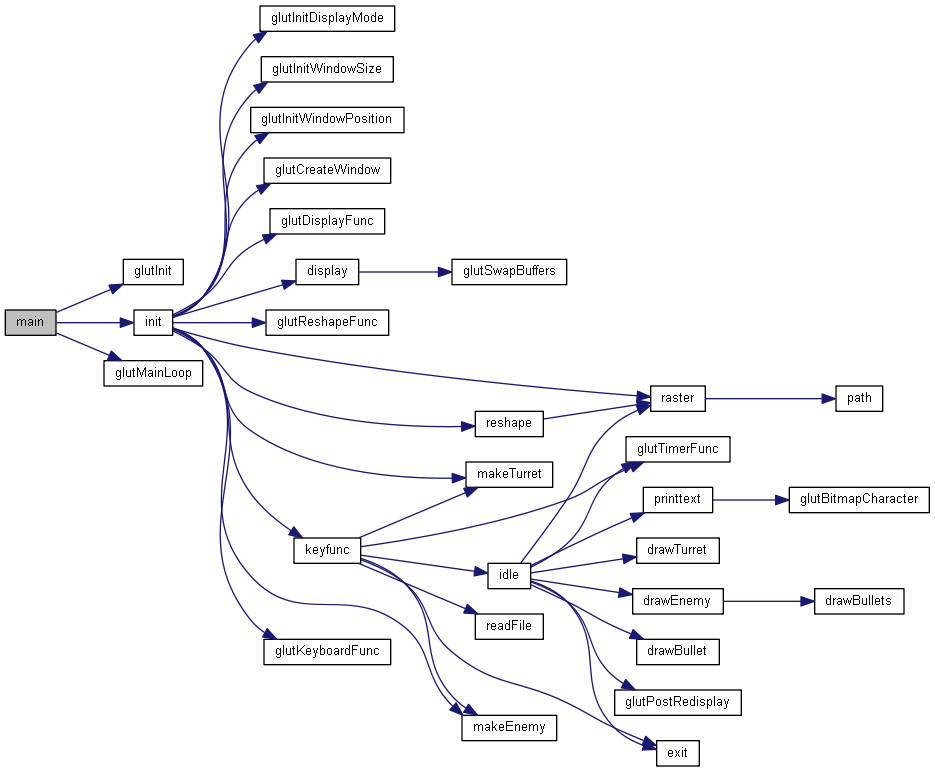 glutInitDisplayMode
glutInitWindowSize
glutInitWindowPosition
glutCreateWindow
glutDisplayFunc
glutInit
display
glutSwapBuffers
main
init
glutReshapeFunc
glutMainLoop
raster
path
reshape
glutTimerFunc
makeTurret
printtext
glutBitmapCharacter
keyfunc
drawTurret
idle
drawEnemy
drawBullets
readFile
glutKeyboardFunc
drawBullet
glutPostRedisplay
makeEnemy
exit